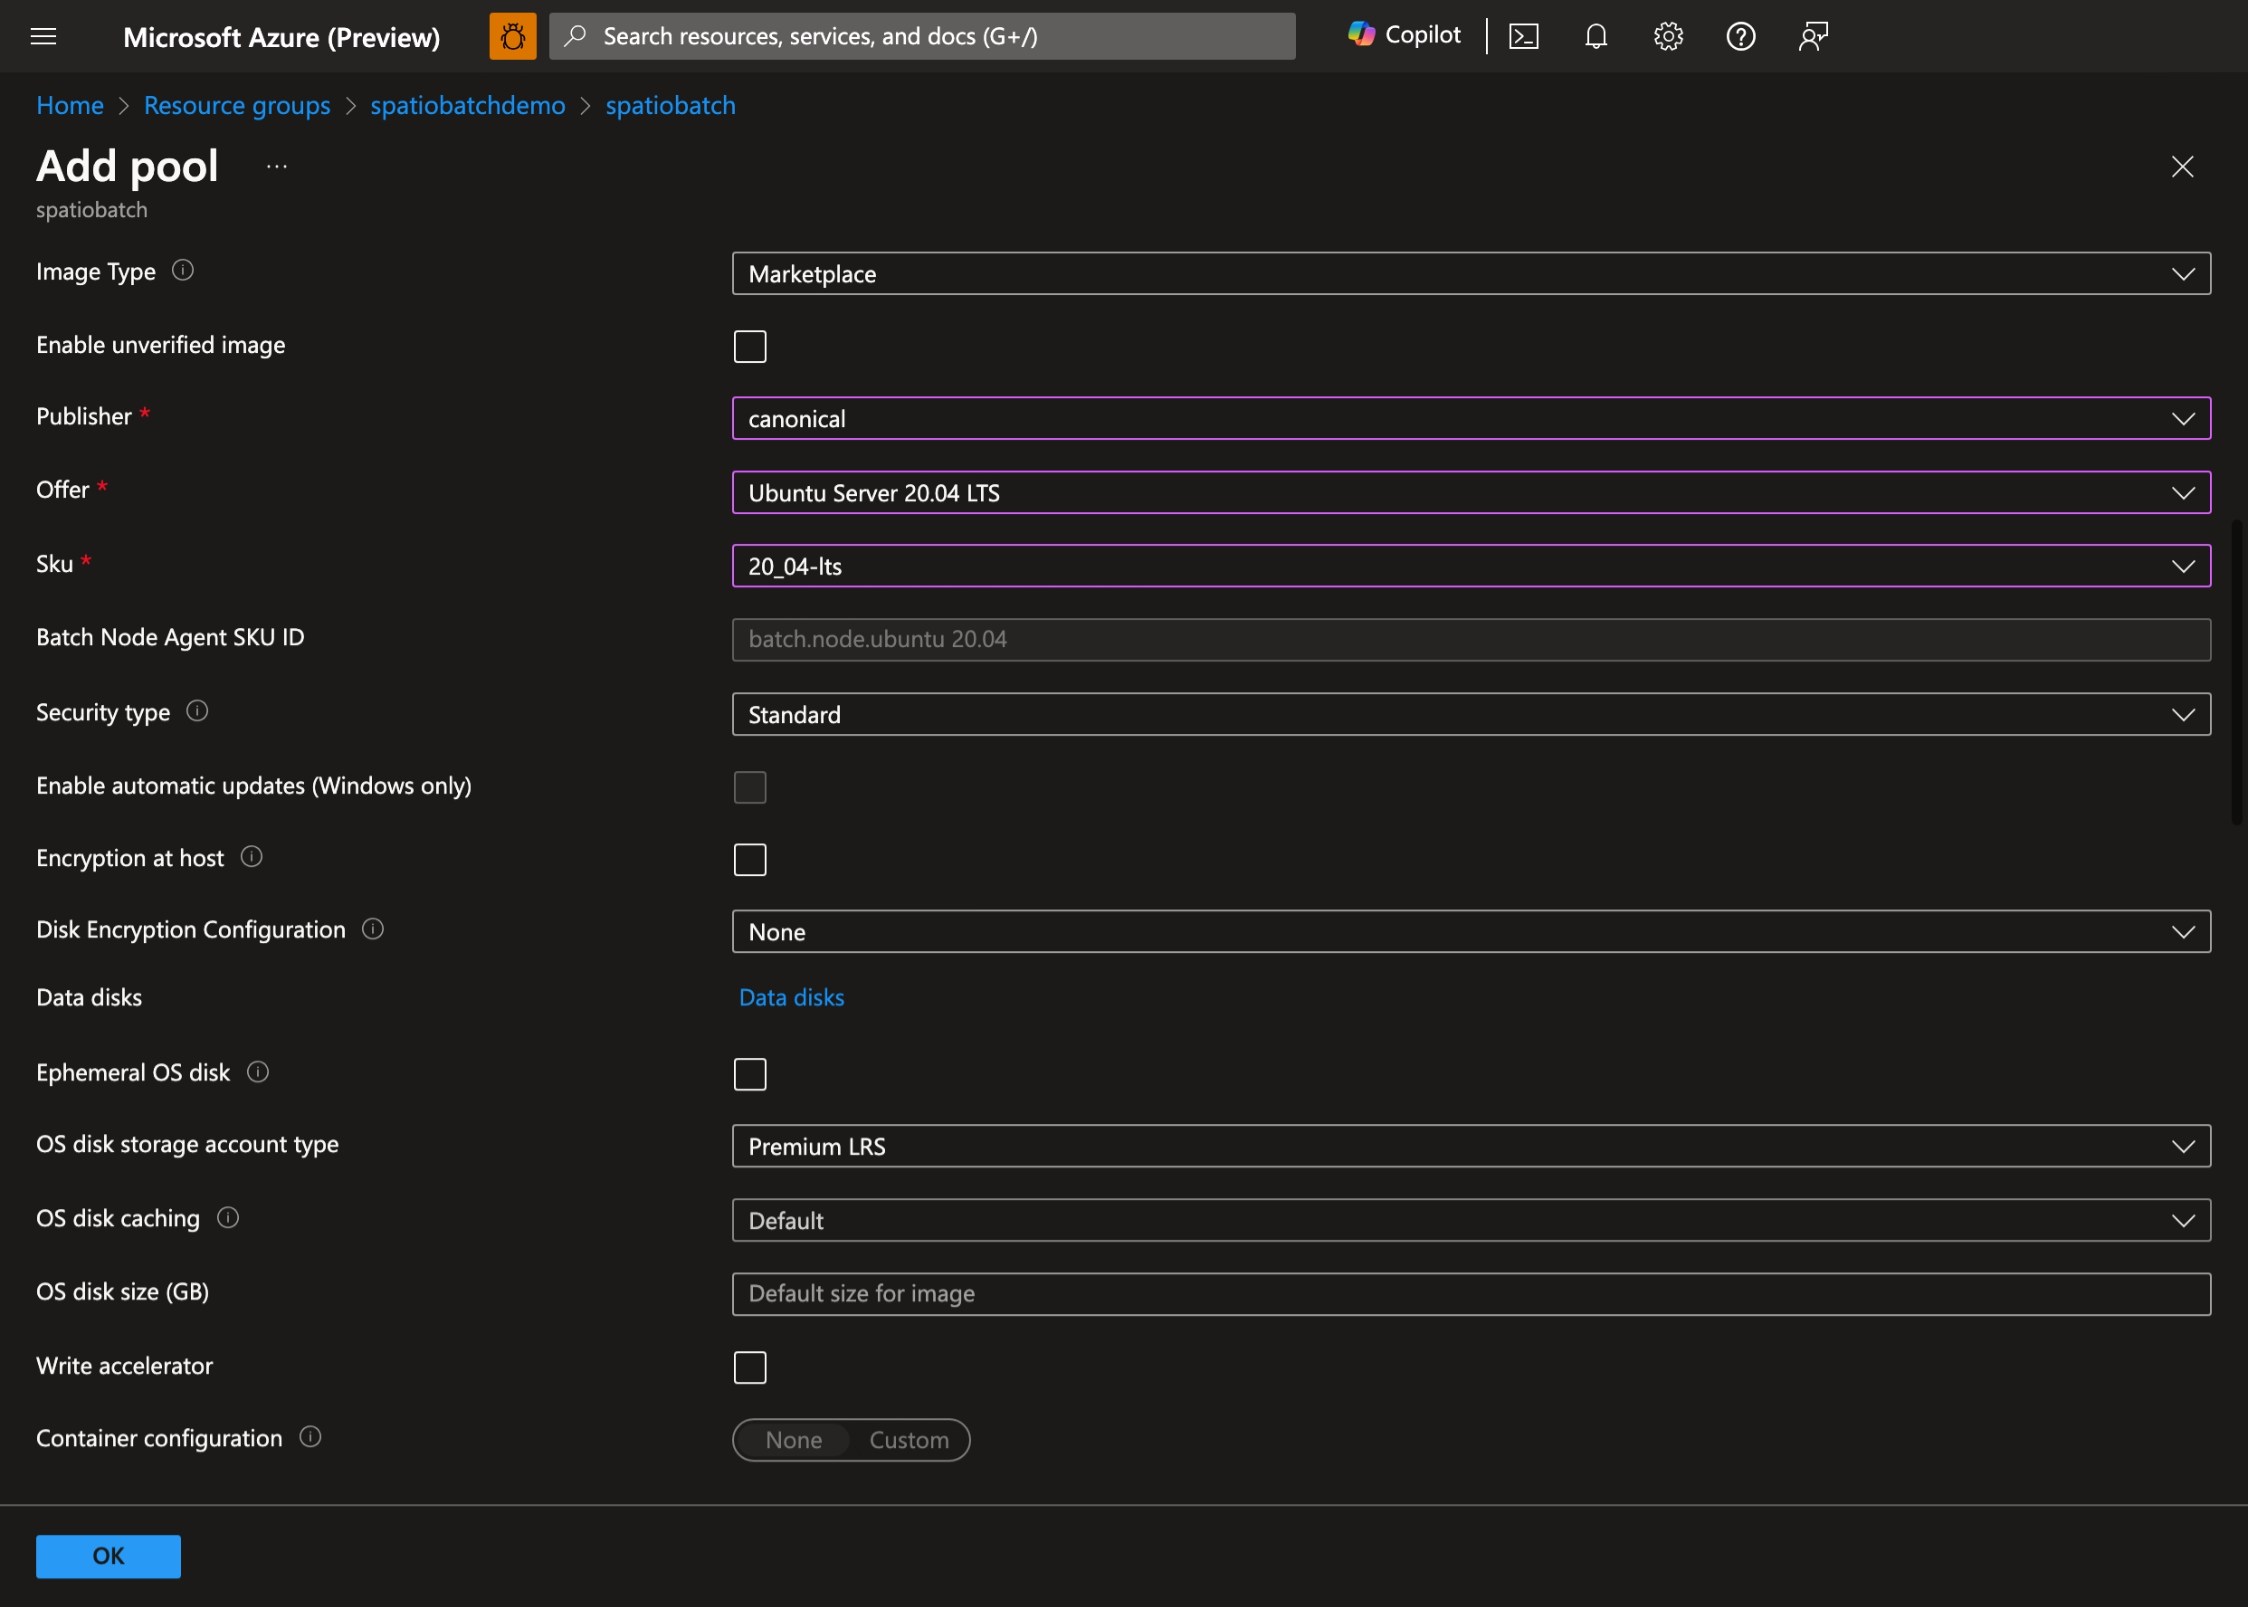 Microsoft Azure (Preview)
Search resources, services, and docs (G+/)
Copilot
Home > Resource groups > spatiobatchdemo > spatiobatch
Add pool ...
spatiobatch
Image Type
Marketplace
Enable unverified image
Publisher *
canonical
Offer *
Ubuntu Server 20.04 LTS
Sku *
20_04-lts
Batch Node Agent SKU ID
batch.node.ubuntu 20.04
Security type
Standard
Enable automatic updates (Windows only)
Encryption at host
Disk Encryption Configuration
None
Data disks
Data disks
Ephemeral OS disk
OS disk storage account type
Premium LRS
OS disk caching
Default
OS disk size (GB)
Default size for image
Write accelerator
Container configuration
None Custom
OK